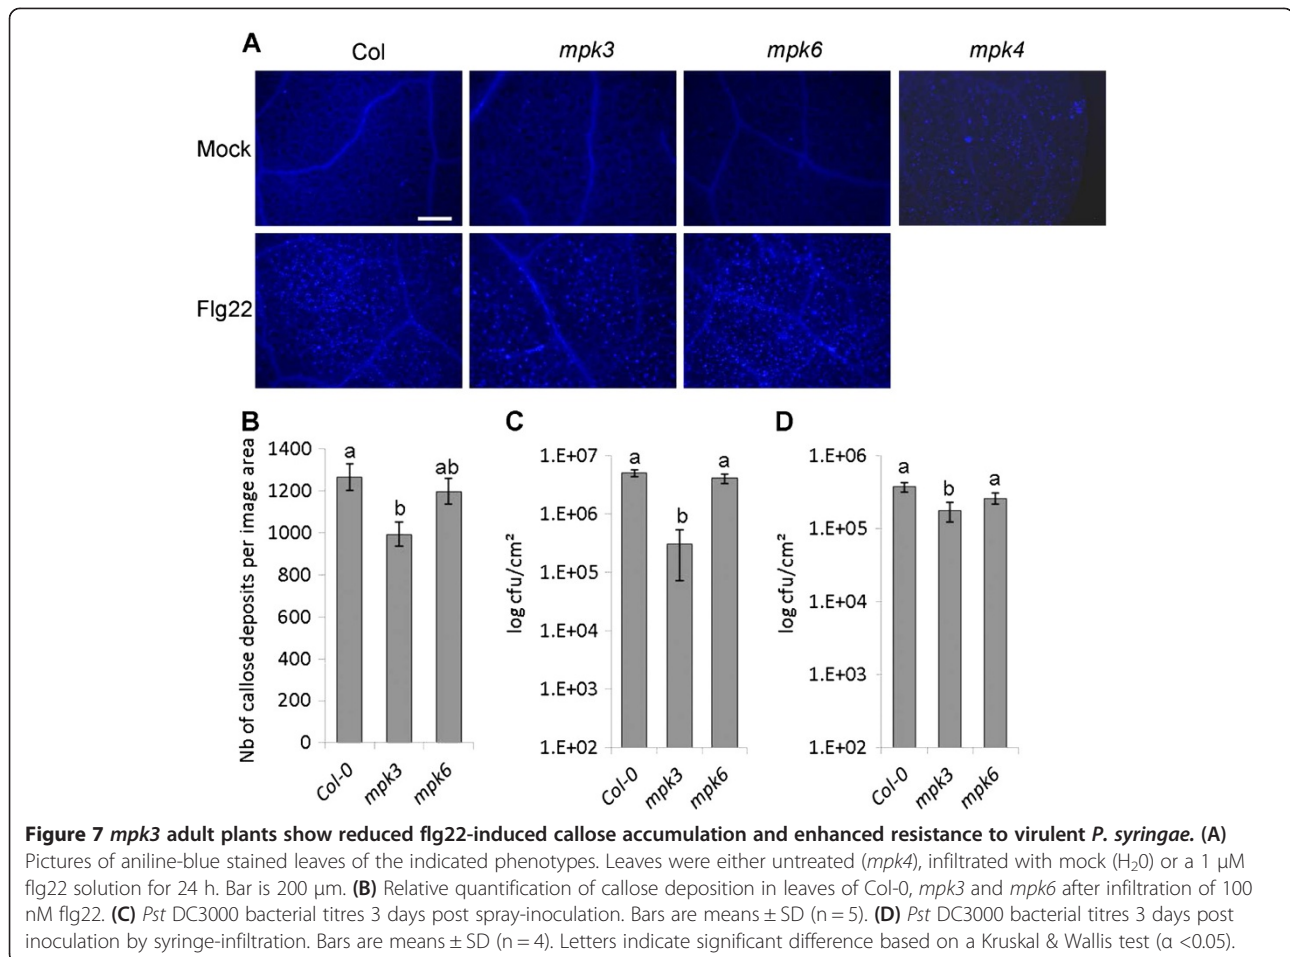 A
Col mpk3 mpk6 mpk4
Mock
Flg22
B
Nb of callose deposits per image area
1400
1200
1000
800
600
400
200
0
a
b
ab
Col-0 mpk3 mpk6
C
log cfu/cm²
1.E+07
1.E+06
1.E+05
1.E+04
1.E+03
1.E+02
a
b
a
Col-0 mpk3 mpk6
D
log cfu/cm²
1.E+06
1.E+05
1.E+04
1.E+03
1.E+02
a
b
a
Col-0 mpk3 mpk6
Figure 7 mpk3 adult plants show reduced flg22-induced callose accumulation and enhanced resistance to virulent P. syringae. (A)
Pictures of aniline-blue stained leaves of the indicated phenotypes. Leaves were either untreated (mpk4), infiltrated with mock (H₂0) or a 1 μM
flg22 solution for 24 h. Bar is 200 μm. (B) Relative quantification of callose deposition in leaves of Col-0, mpk3 and mpk6 after infiltration of 100
nM flg22. (C) Pst DC3000 bacterial titres 3 days post spray-inoculation. Bars are means ± SD (n = 5). (D) Pst DC3000 bacterial titres 3 days post
inoculation by syringe-infiltration. Bars are means ± SD (n = 4). Letters indicate significant difference based on a Kruskal & Wallis test (α <0.05).